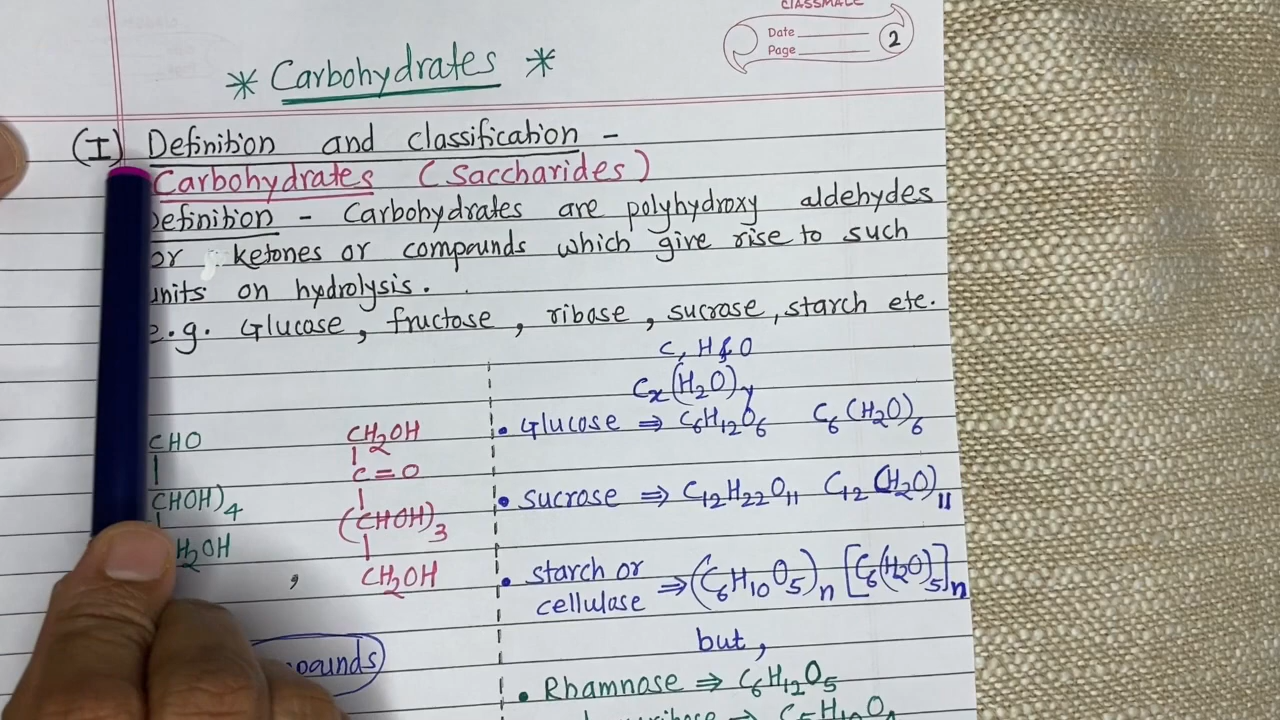 CLASSMATE
Date
Page
2
* Carbohydrates *
(I) Definition and classification -
Carbohydrates (Saccharides)
Definition - Carbohydrates are polyhydroxy aldehydes
or ketones or compounds which give rise to such
units on hydrolysis.
e.g. Glucose, fructose, ribose, sucrose, starch etc.
C, H & O
Cx(H2O)y
CHO
(CHOH)4
H2OH
,
CH2OH
C=O
(CHOH)3
CH2OH
• Glucose ⇒ C6H12O6 C6(H2O)6
• sucrose ⇒ C12H22O11 C12(H2O)11
• starch or
cellulase ⇒ (C6H10O5)n [C6(H2O)5]n
but,
• Rhamnose ⇒ C6H12O5